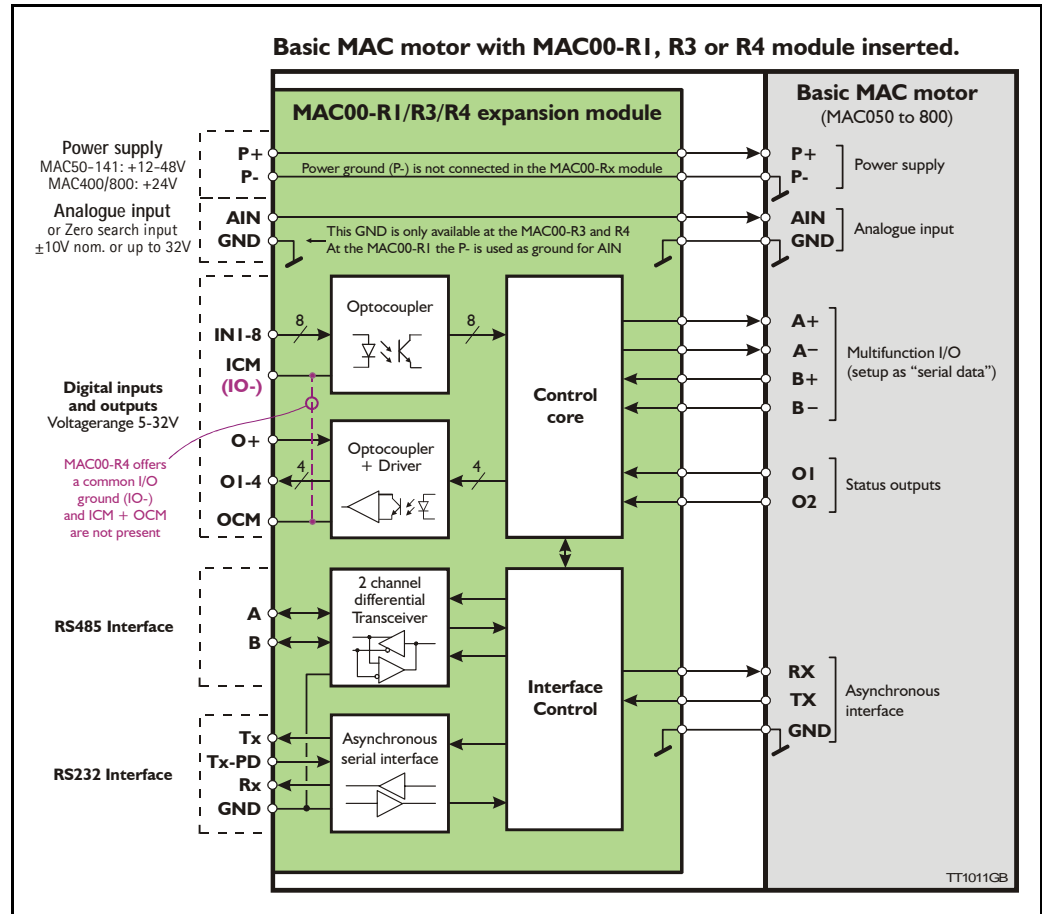 Basic MAC motor with MAC00-R1, R3 or R4 module inserted.
MAC00-R1/R3/R4 expansion module
Basic MAC motor
(MAC050 to 800)
Power supply
MAC50-141: +12-48V
MAC400/800: +24V
P+
P-
Power ground (P-) is not connected in the MAC00-Rx module
P+
P-
Power supply
Analogue input
or Zero search input
±10V nom. or up to 32V
AIN
GND
This GND is only available at the MAC00-R3 and R4
At the MAC00-R1 the P- is used as ground for AIN
AIN
GND
Analogue input
Digital inputs
and outputs
Voltagerange 5-32V
MAC00-R4 offers
a common I/O
ground (IO-)
and ICM + OCM
are not present
IN1-8
ICM
(IO-)
O+
O1-4
OCM
8
Optocoupler
8
4
Optocoupler
+ Driver
4
Control
core
A+
A−
B+
B−
Multifunction I/O
(setup as “serial data”)
O1
O2
Status outputs
RS485 Interface
A
B
2 channel
differential
Transceiver
Interface
Control
RX
TX
GND
Asynchronous
interface
RS232 Interface
Tx
Tx-PD
Rx
GND
Asynchronous
serial interface
TT1011GB